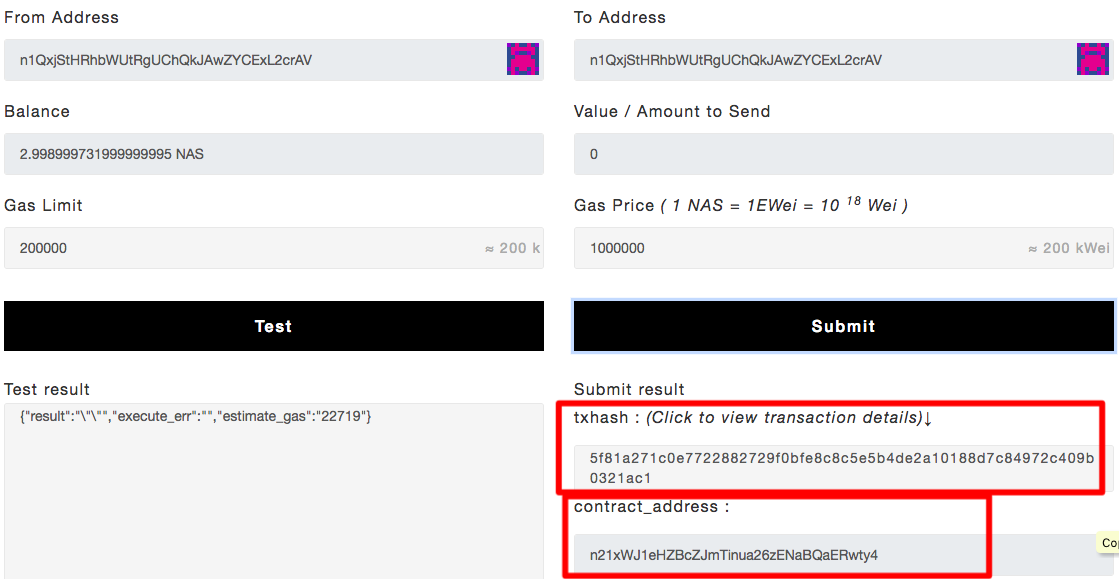 From Address
To Address
n1QxjStHRhbWUtRgUChQkJAwZYCExL2crAV
n1QxjStHRhbWUtRgUChQkJAwZYCExL2crAV
Balance
Value / Amount to Send
2.998999731999999995 NAS
0
Gas Limit
Gas Price ( 1 NAS = 1EWei = 10 18 Wei )
200000
≈ 200 k
1000000
≈ 200 kWei
Test
Submit
Test result
Submit result
{"result":"\"\"","execute_err":"","estimate_gas":"22719"}
txhash : (Click to view transaction details)↓
5f81a271c0e7722882729f0bfe8c8c5e5b4de2a10188d7c84972c409b
0321ac1
contract_address :
n21xWJ1eHZBcZJmTinua26zENaBQaERwty4